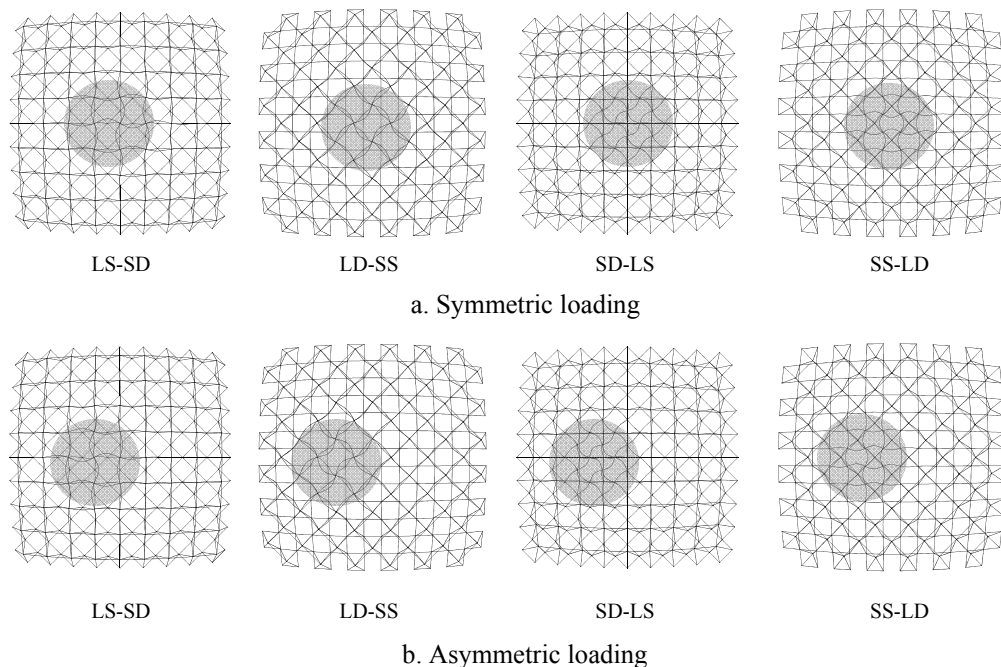 LS-SD LD-SS SD-LS SS-LD
a. Symmetric loading
LS-SD LD-SS SD-LS SS-LD
b. Asymmetric loading